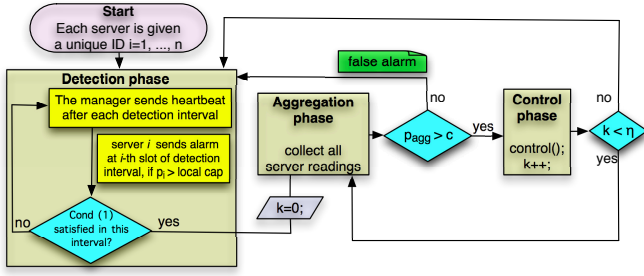 Start
Each server is given
a unique ID i=1, ..., n
Detection phase
The manager sends heartbeat
after each detection interval
server i sends alarm
at i-th slot of detection
interval, if pi > local cap
Cond (1)
satisfied in this
interval?
no
yes
k=0;
Aggregation
phase
collect all
server readings
false alarm
no
pagg > c
yes
Control
phase
control();
k++;
no
k < η
yes